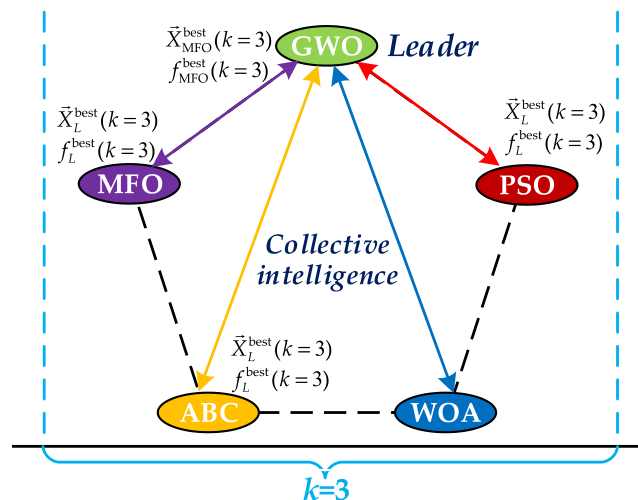 X⃗_MFO^best(k=3)
GWO Leader
f_MFO^best(k=3)
X⃗_L^best(k=3)
f_L^best(k=3)
X⃗_L^best(k=3)
f_L^best(k=3)
MFO
PSO
Collective
intelligence
X⃗_L^best(k=3)
f_L^best(k=3)
ABC
WOA
k=3